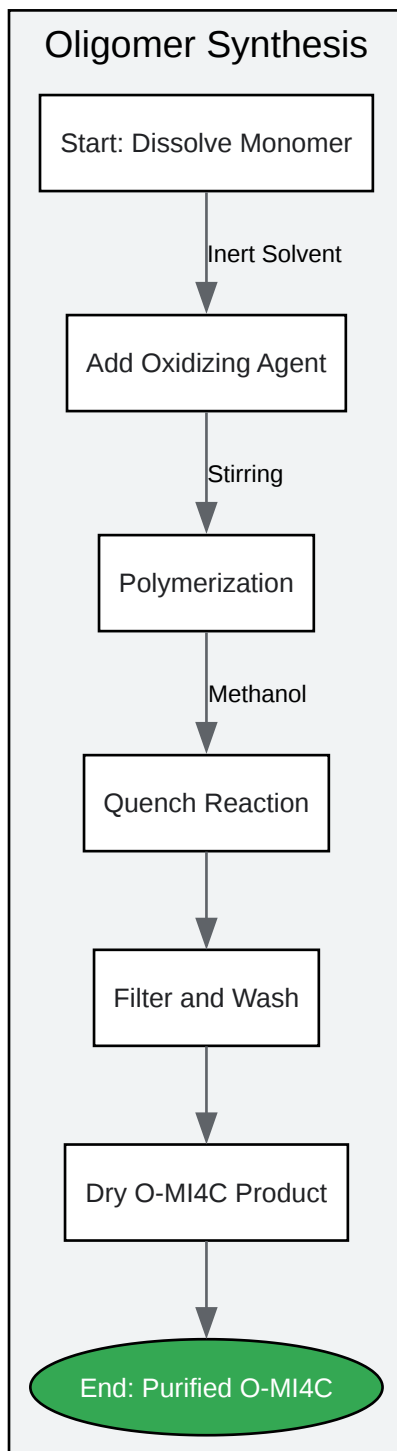 Oligomer Synthesis
Start: Dissolve Monomer
Inert Solvent
Add Oxidizing Agent
Stirring
Polymerization
Methanol
Quench Reaction
Filter and Wash
Dry O-MI4C Product
End: Purified O-MI4C